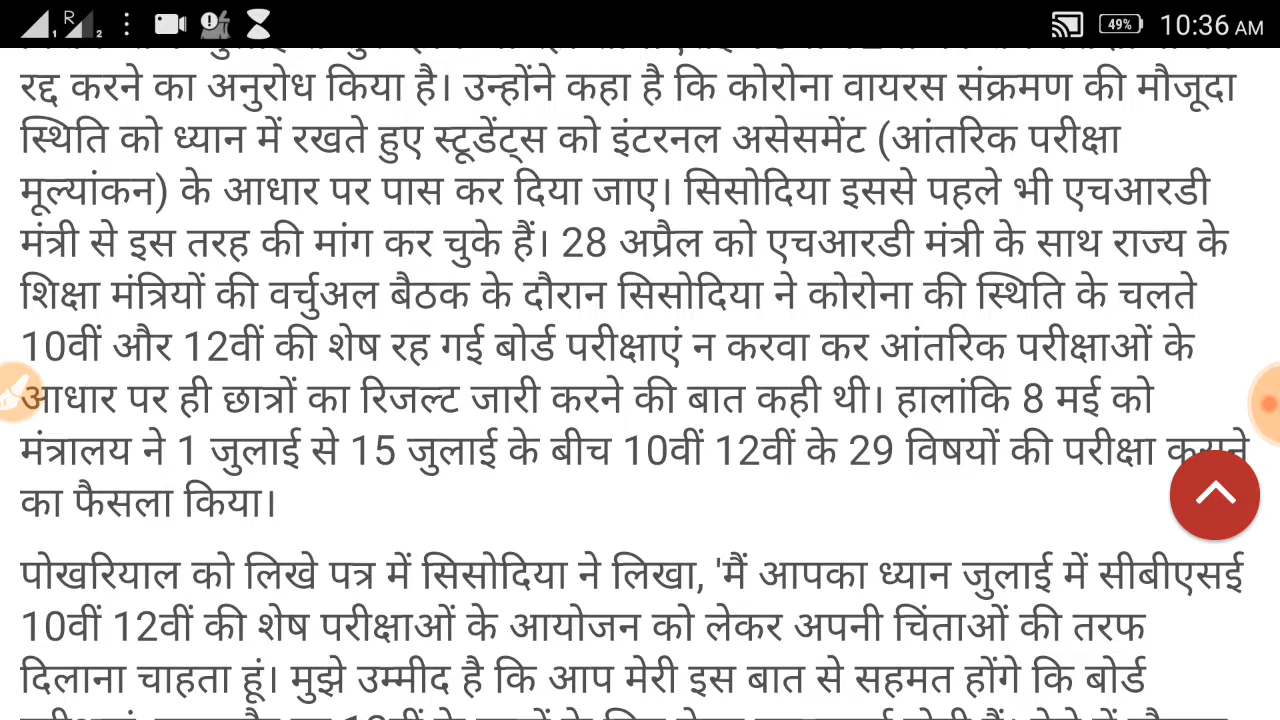 R 1 2 49% 10:36 AM
रद्द करने का अनुरोध किया है। उन्होंने कहा है कि कोरोना वायरस संक्रमण की मौजूदा
स्थिति को ध्यान में रखते हुए स्टूडेंट्स को इंटरनल असेसमेंट (आंतरिक परीक्षा
मूल्यांकन) के आधार पर पास कर दिया जाए। सिसोदिया इससे पहले भी एचआरडी
मंत्री से इस तरह की मांग कर चुके हैं। 28 अप्रैल को एचआरडी मंत्री के साथ राज्य के
शिक्षा मंत्रियों की वर्चुअल बैठक के दौरान सिसोदिया ने कोरोना की स्थिति के चलते
10वीं और 12वीं की शेष रह गई बोर्ड परीक्षाएं न करवा कर आंतरिक परीक्षाओं के
आधार पर ही छात्रों का रिजल्ट जारी करने की बात कही थी। हालांकि 8 मई को
मंत्रालय ने 1 जुलाई से 15 जुलाई के बीच 10वीं 12वीं के 29 विषयों की परीक्षा
का फैसला किया।
पोखरियाल को लिखे पत्र में सिसोदिया ने लिखा, 'मैं आपका ध्यान जुलाई में सीबीएसई
10वीं 12वीं की शेष परीक्षाओं के आयोजन को लेकर अपनी चिंताओं की तरफ
दिलाना चाहता हूं। मुझे उम्मीद है कि आप मेरी इस बात से सहमत होंगे कि बोर्ड